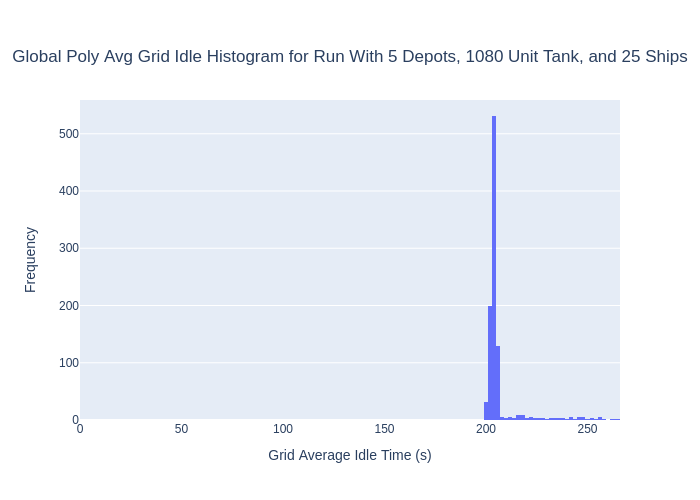 Global Poly Avg Grid Idle Histogram for Run With 5 Depots, 1080 Unit Tank, and 25 Ships
500
400
300
200
100
0
0 50 100 150 200 250
Frequency
Grid Average Idle Time (s)